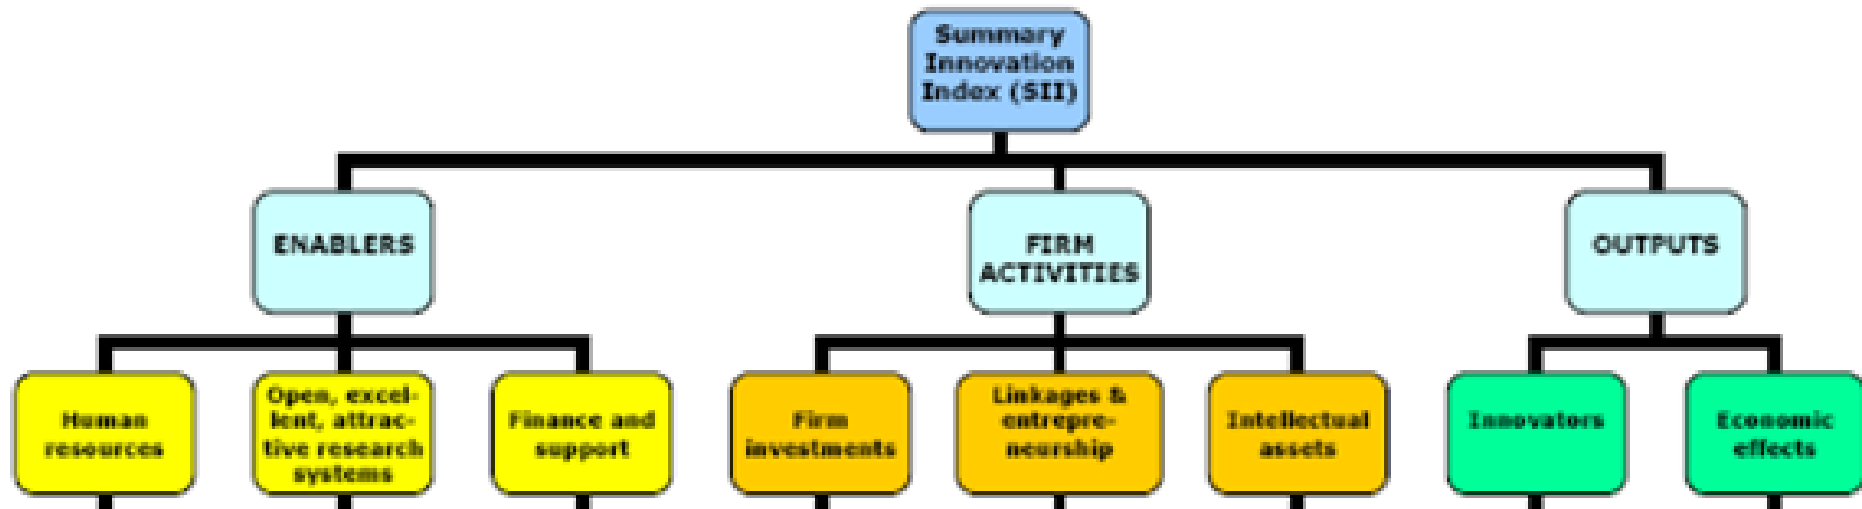 Summary
Innovation
Index (SII)
ENABLERS
FIRM
ACTIVITIES
OUTPUTS
Human
resources
Open, excel-
lent, attrac-
tive research
systems
Finance and
support
Firm
investments
Linkages &
entrepre-
neurship
Intellectual
assets
Innovators
Economic
effects